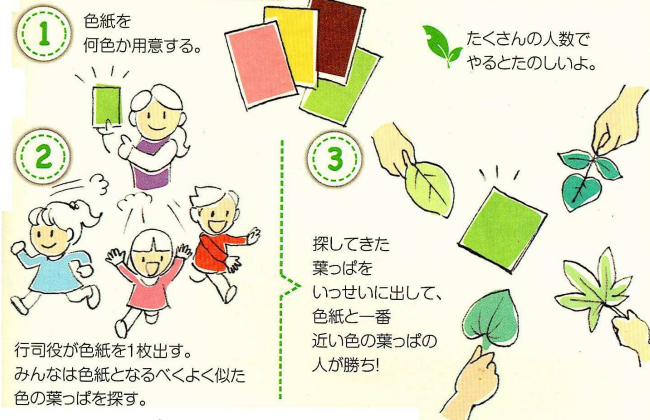 1
色紙を
何色か用意する。
たくさんの人数で
やるとたのしいよ。
2
行司役が色紙を1枚出す。
みんなは色紙となるべくよく似た
色の葉っぱを探す。
3
探してきた
葉っぱを
いっせいに出して、
色紙と一番
近い色の葉っぱの
人が勝ち!